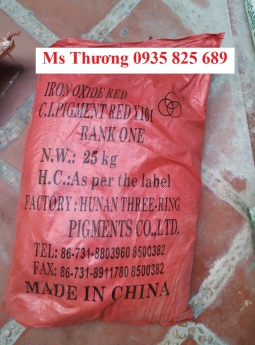 Ms Thương 0935 825 689
IRON OXIDE RED
C.I.PIGMENT RED Y101
RANK ONE
N.W.: 25 kg
H.C.:As per the label
FACTORY : HUNAN THREE-RING
PIGMENTS CO.,LTD.
TEL: 86-731-8803960 8500382
FAX: 86-731-8911780 8500382
MADE IN CHINA